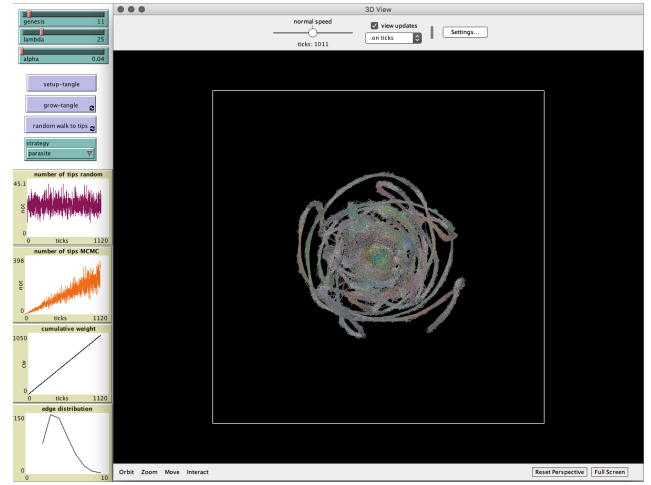 3D View
genesis 11
lambda 25
alpha 0.04
normal speed
ticks: 1011
view updates
on ticks
Settings...
setup-tangle
grow-tangle
random walk to tips
strategy
parasite
number of tips random
45.1
not
0
0 ticks 1120
number of tips MCMC
398
not
0
0 ticks 1120
cumulative weight
1050
cw
0
0 ticks 1120
edge distribution
150
0
0 10
Orbit Zoom Move Interact
Reset Perspective Full Screen